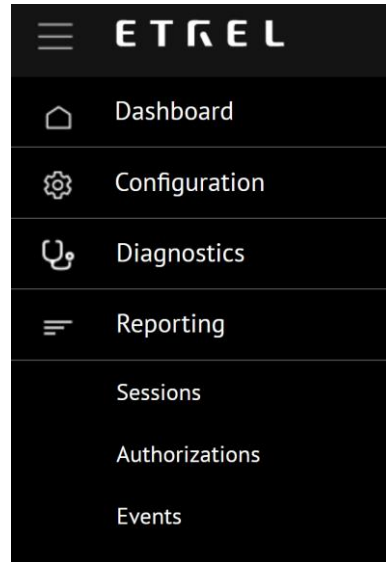 ETREL
Dashboard
Configuration
Diagnostics
Reporting
Sessions
Authorizations
Events